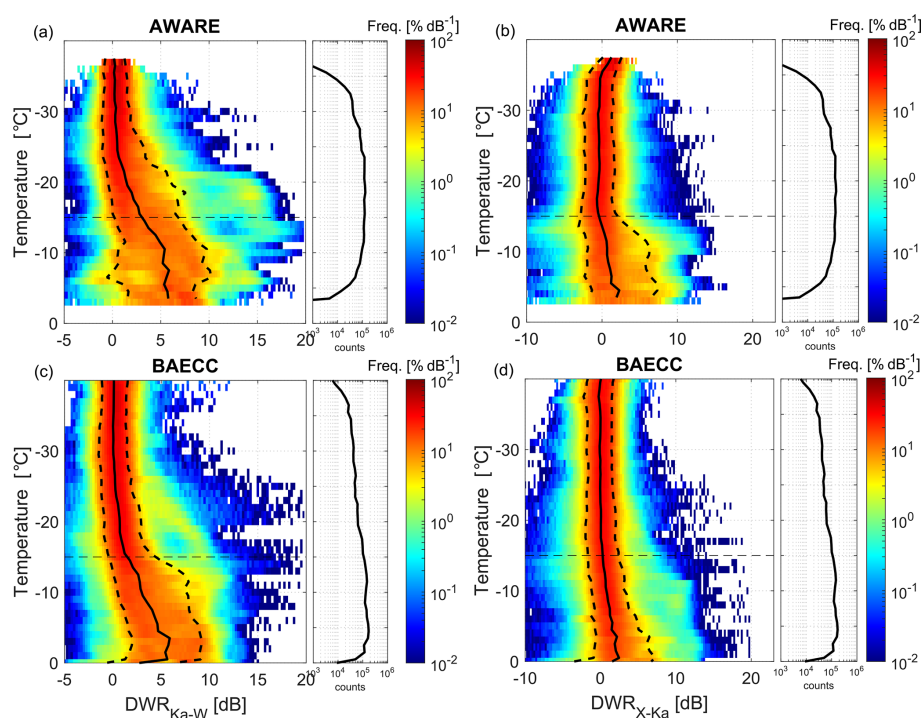 (a)
AWARE
Freq. [% dB⁻¹]
10²
10¹
10⁰
10⁻¹
10⁻²
Temperature [°C]
-30
-20
-10
0
-5 0 5 10 15 20
10³ 10⁴ 10⁵ 10⁶
counts
(b)
AWARE
Freq. [% dB⁻¹]
10²
10¹
10⁰
10⁻¹
10⁻²
Temperature [°C]
-30
-20
-10
0
-10 0 10 20
10³ 10⁴ 10⁵ 10⁶
counts
(c)
BAECC
Freq. [% dB⁻¹]
10²
10¹
10⁰
10⁻¹
10⁻²
Temperature [°C]
-30
-20
-10
0
-5 0 5 10 15 20
DWR_Ka-W [dB]
10³ 10⁴ 10⁵ 10⁶
counts
(d)
BAECC
Freq. [% dB⁻¹]
10²
10¹
10⁰
10⁻¹
10⁻²
Temperature [°C]
-30
-20
-10
0
-10 0 10 20
DWR_X-Ka [dB]
10³ 10⁴ 10⁵ 10⁶
counts